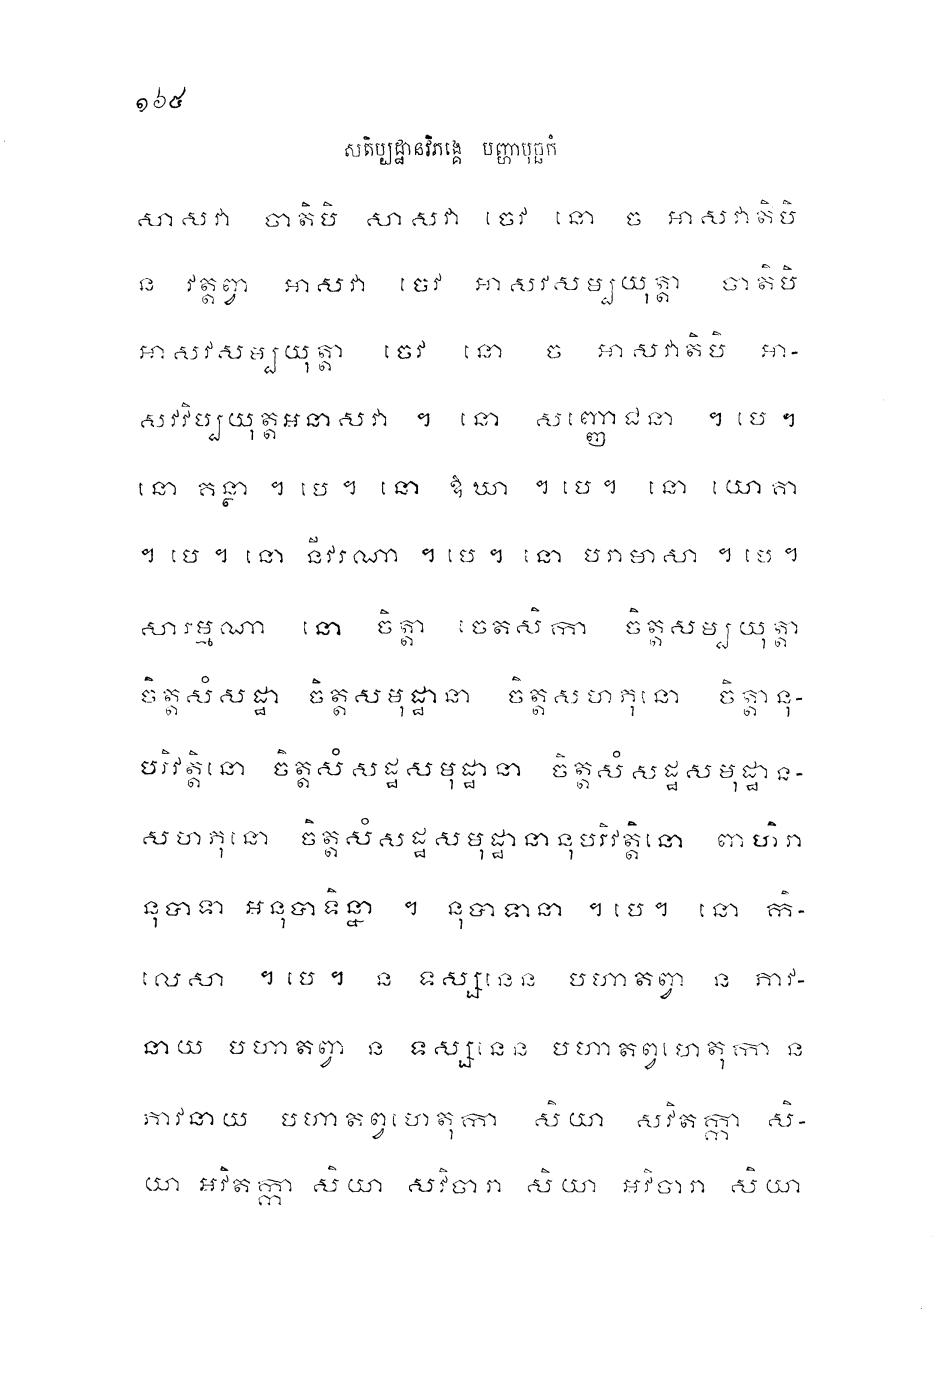 ១៦៤
សតិប្បដ្ឋានវិភង្គេ បញ្ហាបុច្ឆកំ
សាសវា ចាតិបិ សាសវា ចេវ នោ ច អាសវាតិបិ
ន វត្តព្វា អាសវា ចេវ អាសវសម្បយុត្តា ចាតិបិ
អាសវសម្បយុត្តា ចេវ នោ ច អាសវាតិបិ អា-
សវវិប្បយុត្តអនាសវា ។ នោ សញ្ញោជនា ។ បេ ។
នោ គន្ថា ។ បេ ។ នោ ឱឃា ។ បេ ។ នោ យោគា
។ បេ ។ នោ នីវរណា ។ បេ ។ នោ បរាមាសា ។ បេ ។
សារម្មណា នោ ចិត្តា ចេតសិកា ចិត្តសម្បយុត្តា
ចិត្តសំសដ្ឋា ចិត្តសមុដ្ឋានា ចិត្តសហភុនោ ចិត្តានុ-
បរិវត្តិនោ ចិត្តសំសដ្ឋសមុដ្ឋានា ចិត្តសំសដ្ឋសមុដ្ឋាន-
សហភុនោ ចិត្តសំសដ្ឋសមុដ្ឋានានុបរិវត្តិនោ ពាហិរា
នុបាទា អនុបាទិន្នា ។ នុបាទានា ។ បេ ។ នោ កិ-
លេសា ។ បេ ។ ន ទស្សនេន បហាតព្វា ន ភាវ-
នាយ បហាតព្វា ន ទស្សនេន បហាតព្វហេតុកា ន
ភាវនាយ បហាតព្វហេតុកា សិយា សវិតក្កា សិ-
យា អវិតក្កា សិយា សវិចារា សិយា អវិចារា សិយា